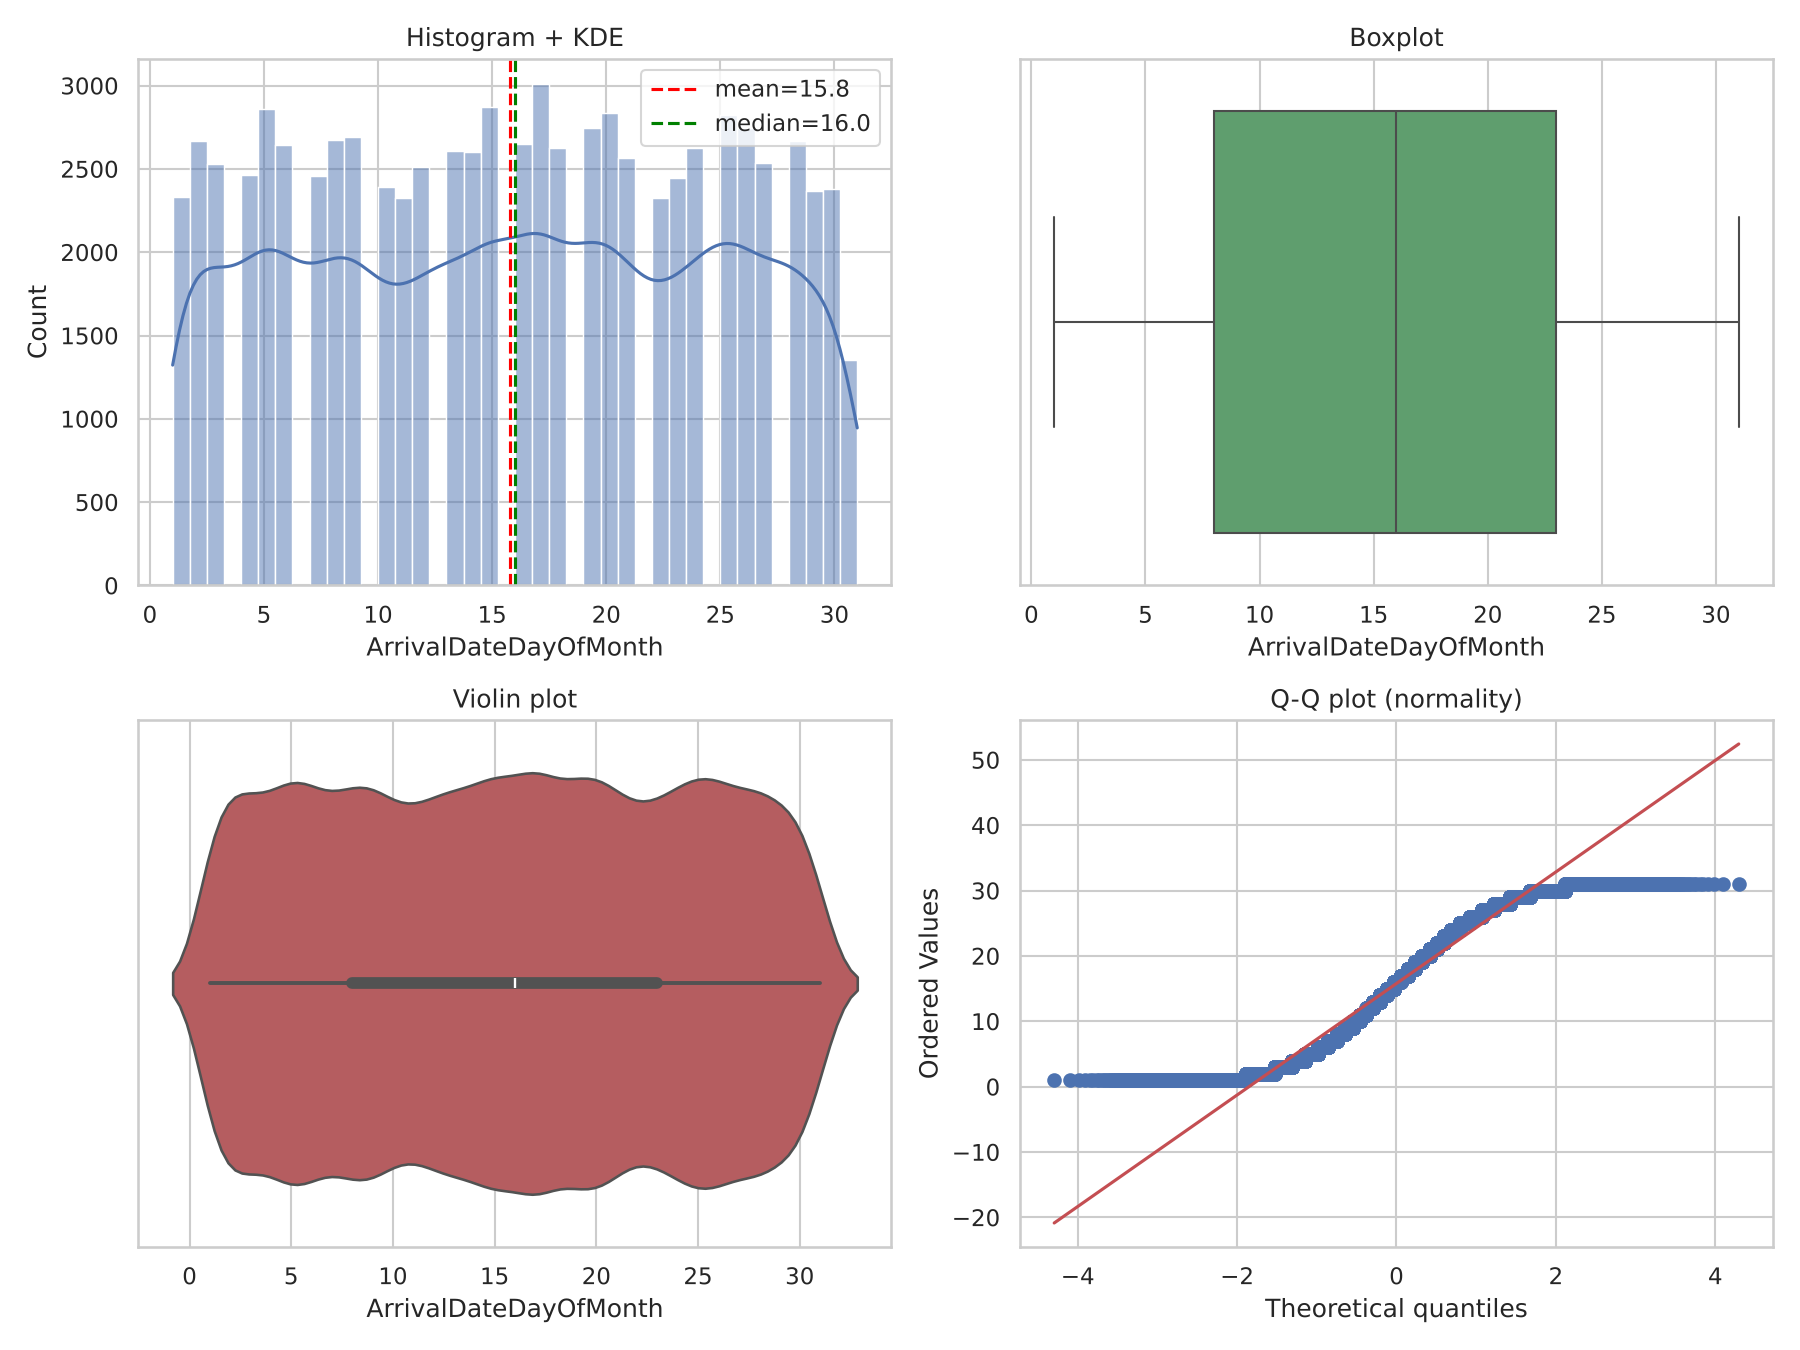 Histogram + KDE
mean=15.8
median=16.0
3000
2500
2000
1500
1000
500
0
Count
0 5 10 15 20 25 30
ArrivalDateDayOfMonth
Boxplot
0 5 10 15 20 25 30
ArrivalDateDayOfMonth
Violin plot
0 5 10 15 20 25 30
ArrivalDateDayOfMonth
Q-Q plot (normality)
50
40
30
20
10
0
−10
−20
Ordered Values
−4 −2 0 2 4
Theoretical quantiles